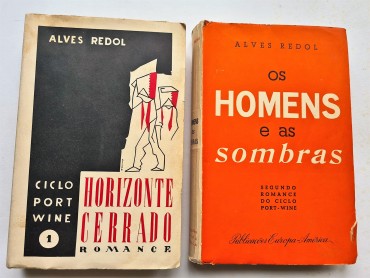 ALVES REDOL
CICLO
PORT
WINE
1
HORIZONTE
CERRADO
ROMANCE
ALVES REDOL
OS
HOMENS
e as
sombras
SEGUNDO
ROMANCE
DO CICLO
PORT-WINE
Publicações Europa-América